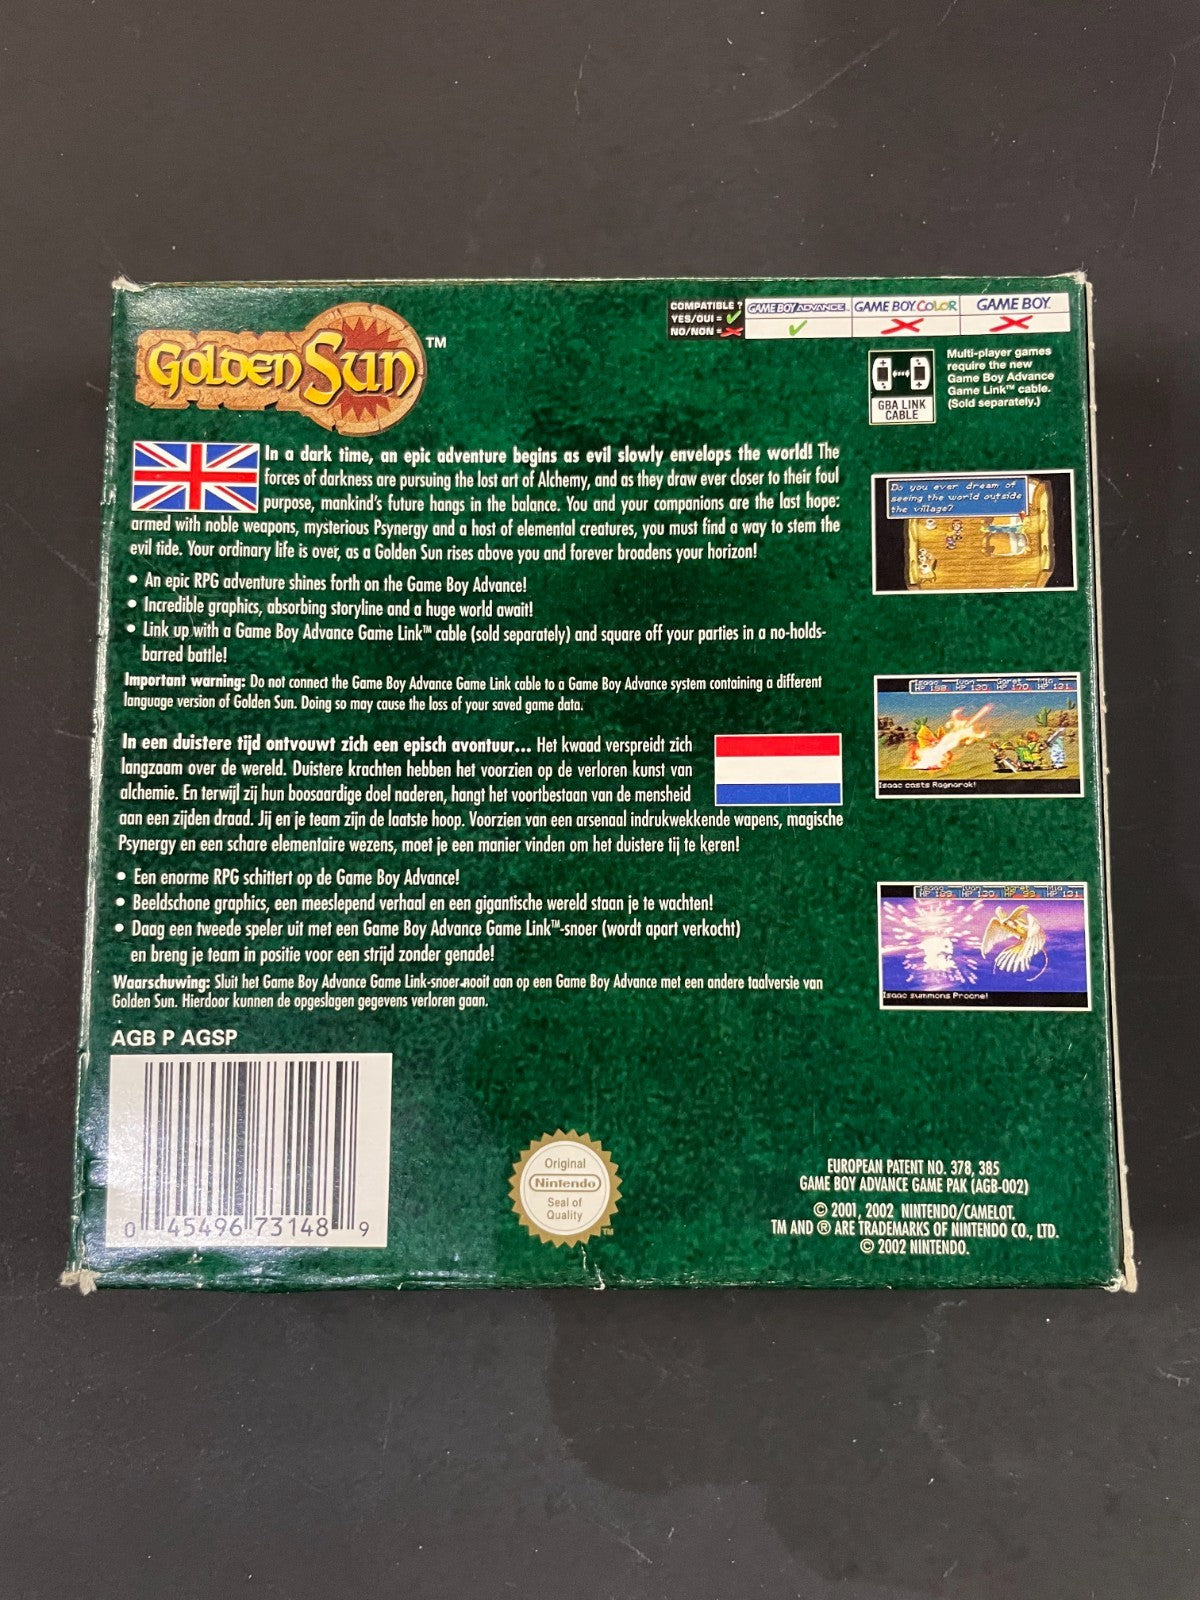 GOLDEN SUN™
COMPATIBLE ?
YES/OUI =
NO/NON =
GAME BOY ADVANCE
GAME BOY COLOR
GAME BOY
Multi-player games
require the new
Game Boy Advance
Game Link™ cable.
(Sold separately.)
GBA LINK
CABLE
In a dark time, an epic adventure begins as evil slowly envelops the world! The
forces of darkness are pursuing the lost art of Alchemy, and as they draw ever closer to their foul
purpose, mankind's future hangs in the balance. You and your companions are the last hope:
armed with noble weapons, mysterious Psynergy and a host of elemental creatures, you must find a way to stem the
evil tide. Your ordinary life is over, as a Golden Sun rises above you and forever broadens your horizon!
• An epic RPG adventure shines forth on the Game Boy Advance!
• Incredible graphics, absorbing storyline and a huge world await!
• Link up with a Game Boy Advance Game Link™ cable (sold separately) and square off your parties in a no-holds-
barred battle!
Important warning: Do not connect the Game Boy Advance Game Link cable to a Game Boy Advance system containing a different
language version of Golden Sun. Doing so may cause the loss of your saved game data.
Do you ever dream of
seeing the world outside
the village?
Isaac Ivan Garet Mia
HP 198 HP 130 HP 170 HP 131
Isaac casts Ragnarok!
In een duistere tijd ontvouwt zich een episch avontuur... Het kwaad verspreidt zich
langzaam over de wereld. Duistere krachten hebben het voorzien op de verloren kunst van
alchemie. En terwijl zij hun boosaardige doel naderen, hangt het voortbestaan van de mensheid
aan een zijden draad. Jij en je team zijn de laatste hoop. Voorzien van een arsenaal indrukwekkende wapens, magische
Psynergy en een schare elementaire wezens, moet je een manier vinden om het duistere tij te keren!
• Een enorme RPG schittert op de Game Boy Advance!
• Beeldschone graphics, een meeslepend verhaal en een gigantische wereld staan je te wachten!
• Daag een tweede speler uit met een Game Boy Advance Game Link™-snoer (wordt apart verkocht)
en breng je team in positie voor een strijd zonder genade!
Waarschuwing: Sluit het Game Boy Advance Game Link-snoer nooit aan op een Game Boy Advance met een andere taalversie van
Golden Sun. Hierdoor kunnen de opgeslagen gegevens verloren gaan.
Isaac Ivan Garet Mia
HP 130 HP 131
Isaac summons Procne!
AGB P AGSP
0 45496 73148 9
Original
Nintendo
Seal of
Quality
TM
EUROPEAN PATENT NO. 378, 385
GAME BOY ADVANCE GAME PAK (AGB-002)
© 2001, 2002 NINTENDO/CAMELOT.
TM AND ® ARE TRADEMARKS OF NINTENDO CO., LTD.
© 2002 NINTENDO.